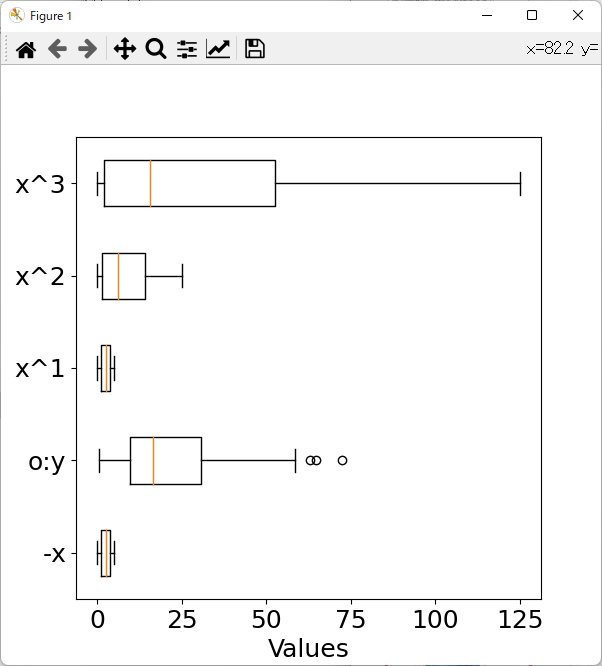 Figure 1
x=82.2 y=
x^3
x^2
x^1
o:y
-x
0 25 50 75 100 125
Values